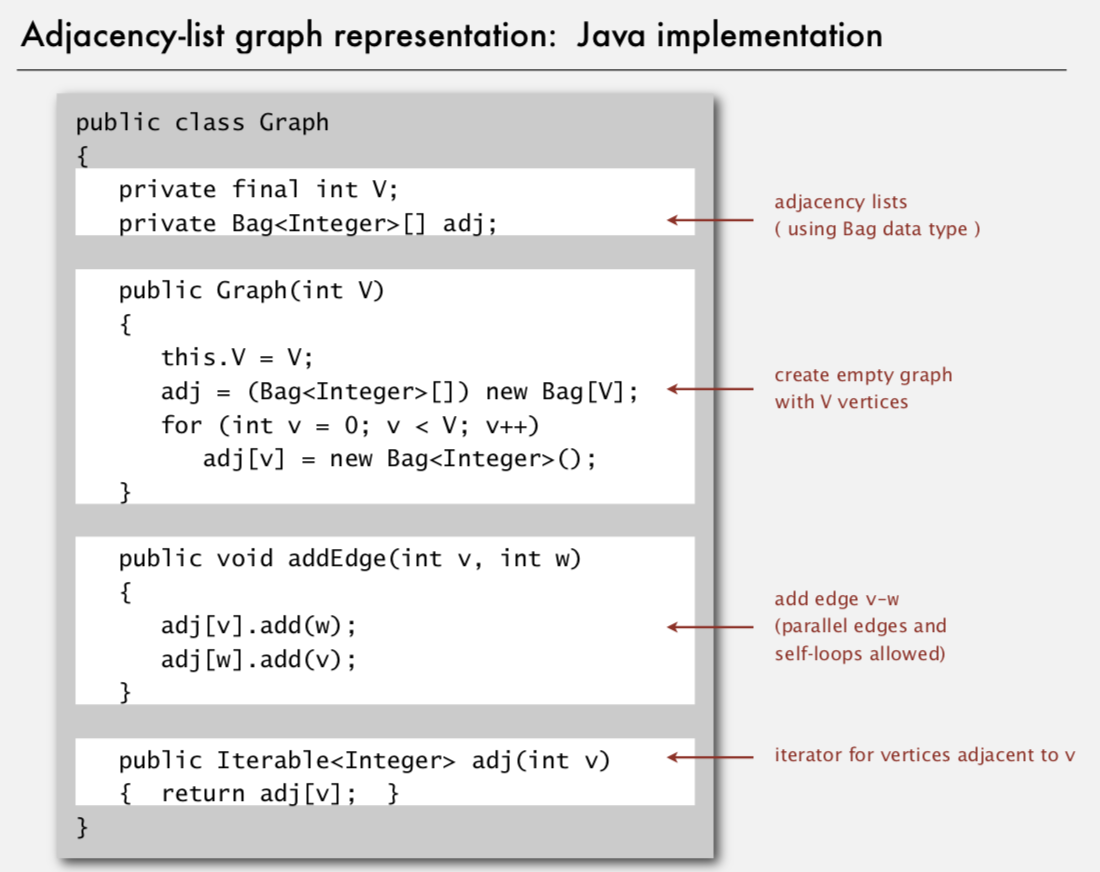 Adjacency-list graph representation: Java implementation
public class Graph
{
private final int V;
private Bag<Integer>[] adj;
adjacency lists
( using Bag data type )
public Graph(int V)
{
this.V = V;
adj = (Bag<Integer>[]) new Bag[V];
for (int v = 0; v < V; v++)
adj[v] = new Bag<Integer>();
}
create empty graph
with V vertices
public void addEdge(int v, int w)
{
adj[v].add(w);
adj[w].add(v);
}
add edge v-w
(parallel edges and
self-loops allowed)
public Iterable<Integer> adj(int v)
{ return adj[v]; }
iterator for vertices adjacent to v
}